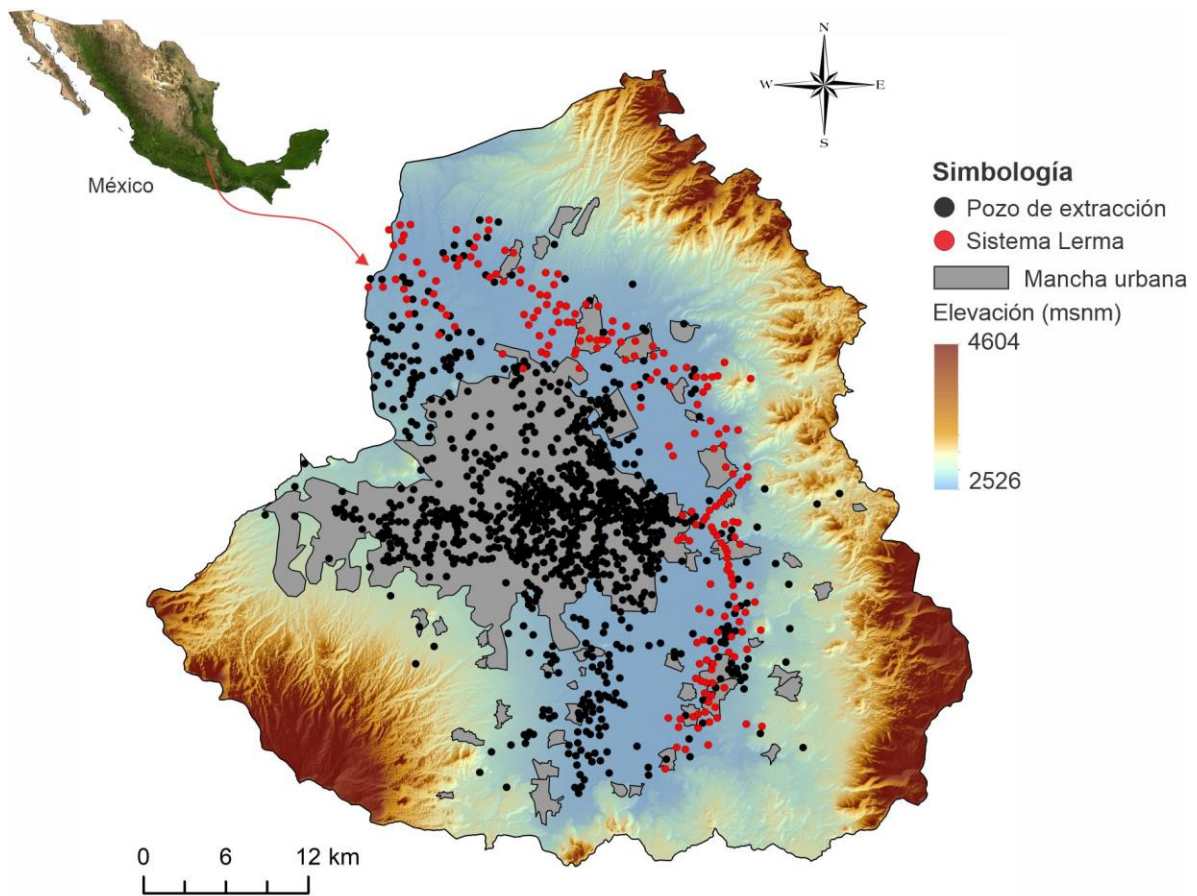 N
W E
S
México
Simbología
Pozo de extracción
Sistema Lerma
Mancha urbana
Elevación (msnm)
4604
2526
0 6 12 km